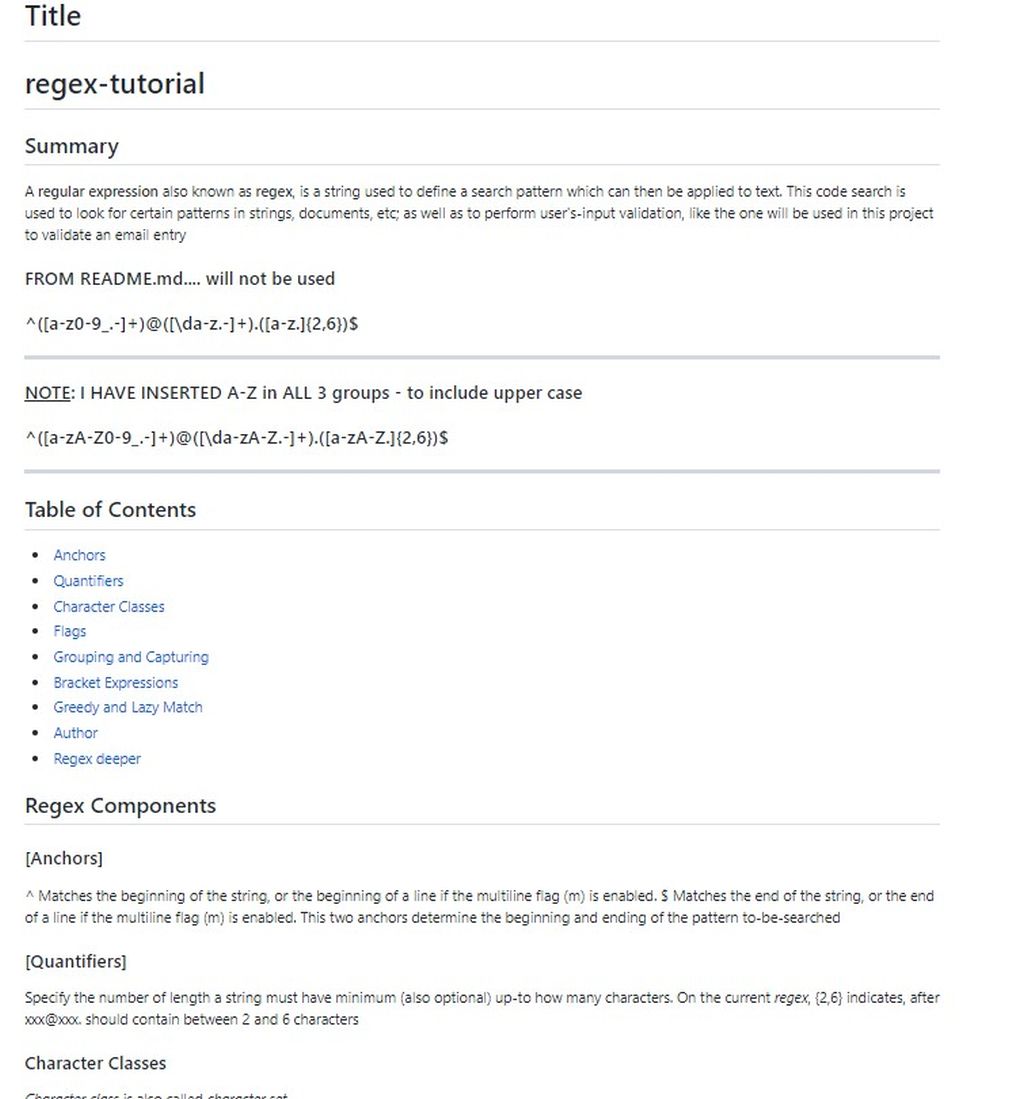 Title
regex-tutorial
Summary
A regular expression also known as regex, is a string used to define a search pattern which can then be applied to text. This code search is
used to look for certain patterns in strings, documents, etc; as well as to perform user's-input validation, like the one will be used in this project
to validate an email entry
FROM README.md.... will not be used
^([a-z0-9_.-]+)@([\da-z.-]+).([a-z.]{2,6})$
NOTE: I HAVE INSERTED A-Z in ALL 3 groups - to include upper case
^([a-zA-Z0-9_.-]+)@([\da-zA-Z.-]+).([a-zA-Z.]{2,6})$
Table of Contents
Anchors
Quantifiers
Character Classes
Flags
Grouping and Capturing
Bracket Expressions
Greedy and Lazy Match
Author
Regex deeper
Regex Components
[Anchors]
^ Matches the beginning of the string, or the beginning of a line if the multiline flag (m) is enabled. $ Matches the end of the string, or the end
of a line if the multiline flag (m) is enabled. This two anchors determine the beginning and ending of the pattern to-be-searched
[Quantifiers]
Specify the number of length a string must have minimum (also optional) up-to how many characters. On the current regex, {2,6} indicates, after
xxx@xxx. should contain between 2 and 6 characters
Character Classes
Character class is also called character set